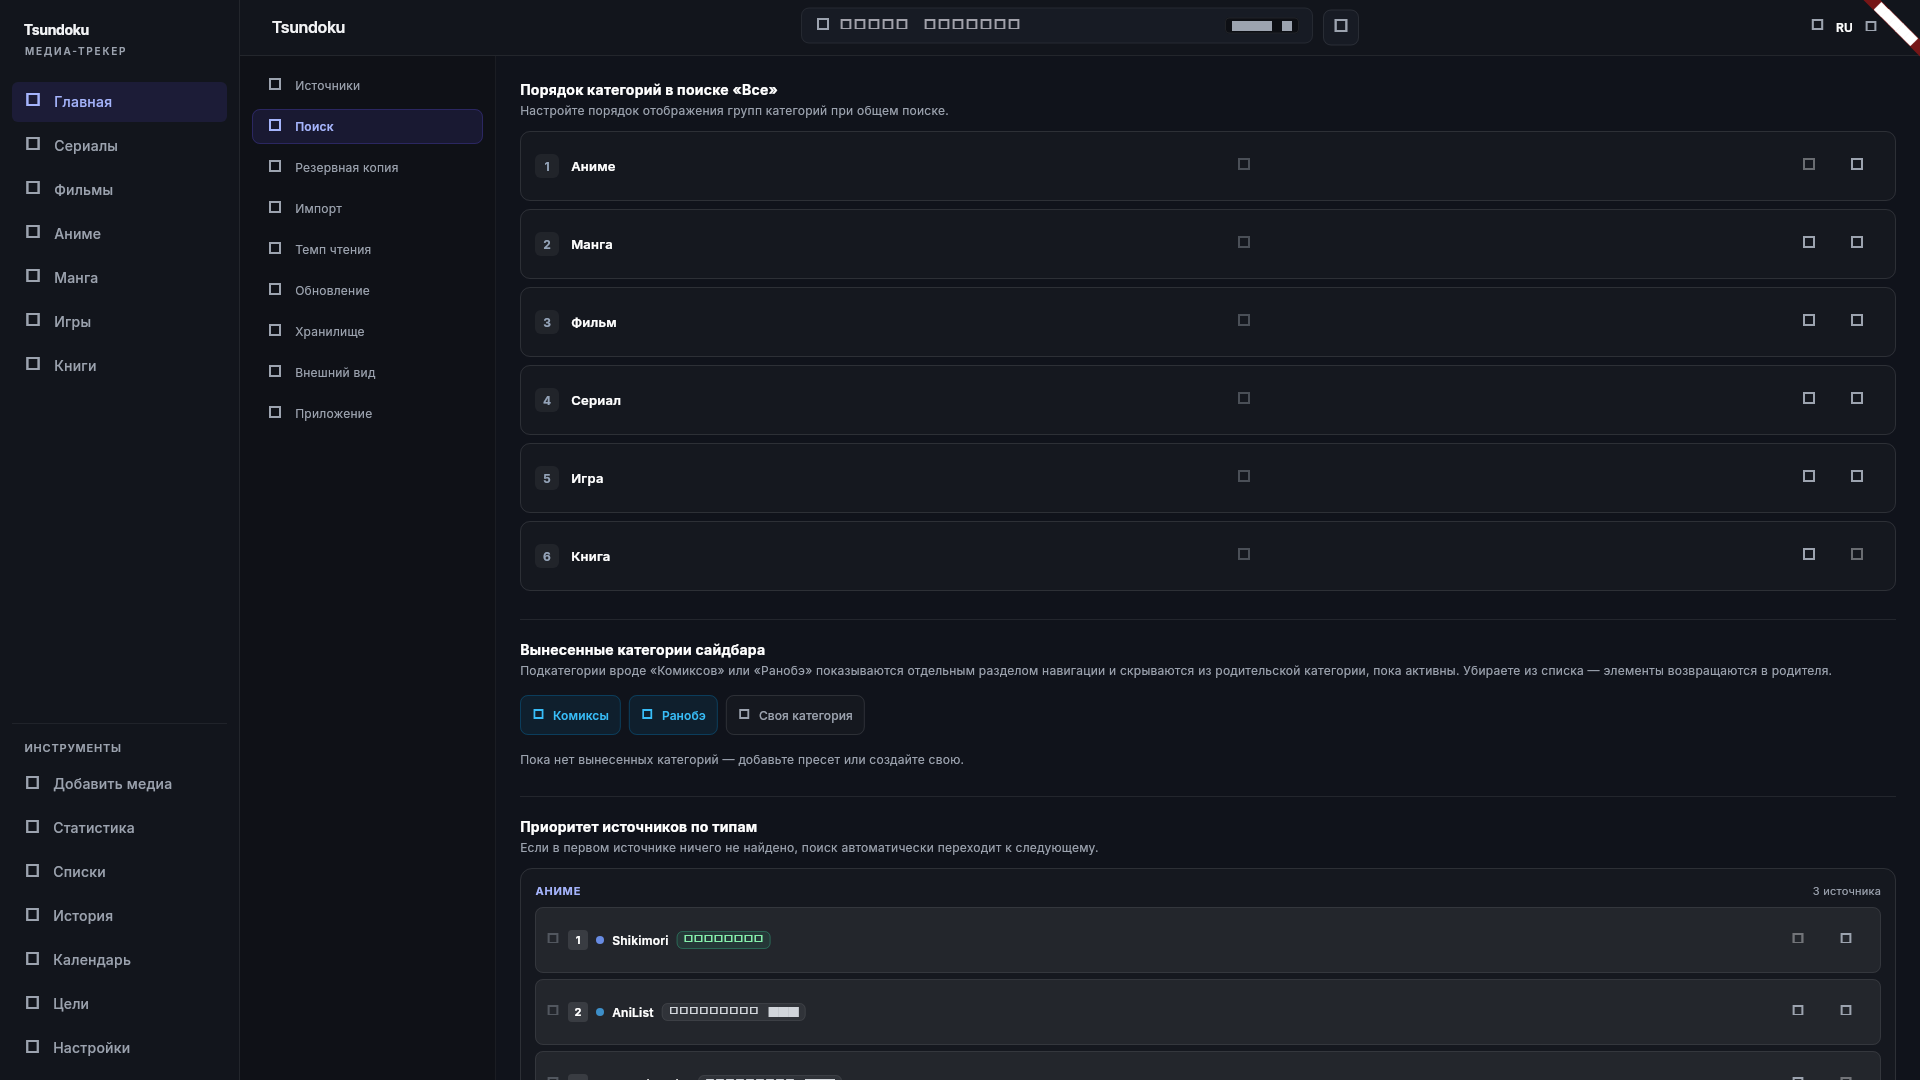 Tsundoku
МЕДИА-ТРЕКЕР
Главная
Сериалы
Фильмы
Аниме
Манга
Игры
Книги
ИНСТРУМЕНТЫ
Добавить медиа
Статистика
Списки
История
Календарь
Цели
Настройки
Tsundoku
RU
Источники
Поиск
Резервная копия
Импорт
Темп чтения
Обновление
Хранилище
Внешний вид
Приложение
Порядок категорий в поиске «Все»
Настройте порядок отображения групп категорий при общем поиске.
1 Аниме
2 Манга
3 Фильм
4 Сериал
5 Игра
6 Книга
Вынесенные категории сайдбара
Подкатегории вроде «Комиксов» или «Ранобэ» показываются отдельным разделом навигации и скрываются из родительской категории, пока активны. Убираете из списка — элементы возвращаются в родителя.
Комиксы Ранобэ Своя категория
Пока нет вынесенных категорий — добавьте пресет или создайте свою.
Приоритет источников по типам
Если в первом источнике ничего не найдено, поиск автоматически переходит к следующему.
АНИМЕ 3 источника
1 Shikimori
2 AniList